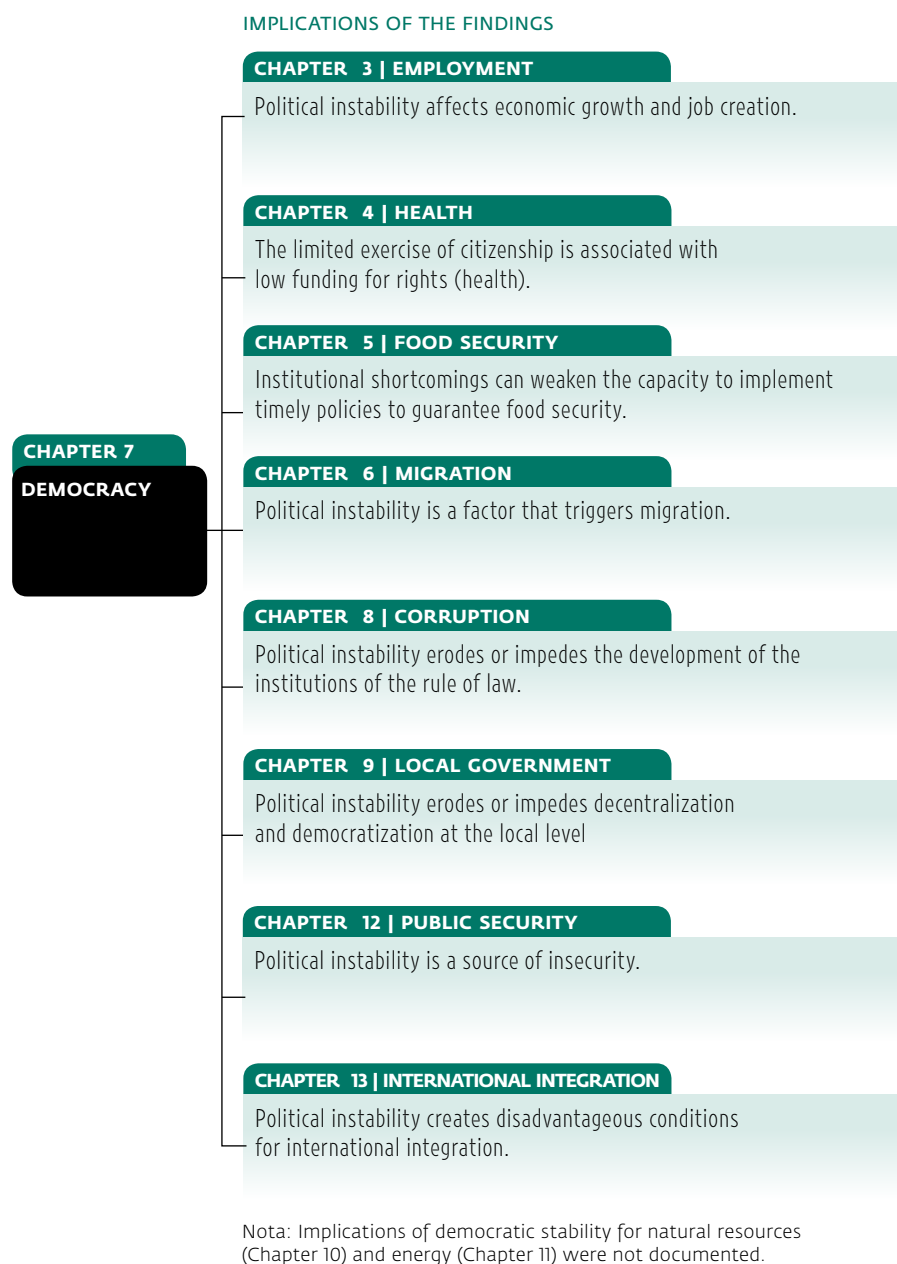 IMPLICATIONS OF THE FINDINGS
CHAPTER 3 | EMPLOYMENT
Political instability affects economic growth and job creation.
CHAPTER 4 | HEALTH
The limited exercise of citizenship is associated with
low funding for rights (health).
CHAPTER 5 | FOOD SECURITY
Institutional shortcomings can weaken the capacity to implement
timely policies to guarantee food security.
CHAPTER 7
DEMOCRACY
CHAPTER 6 | MIGRATION
Political instability is a factor that triggers migration.
CHAPTER 8 | CORRUPTION
Political instability erodes or impedes the development of the
institutions of the rule of law.
CHAPTER 9 | LOCAL GOVERNMENT
Political instability erodes or impedes decentralization
and democratization at the local level
CHAPTER 12 | PUBLIC SECURITY
Political instability is a source of insecurity.
CHAPTER 13 | INTERNATIONAL INTEGRATION
Political instability creates disadvantageous conditions
for international integration.
Nota: Implications of democratic stability for natural resources
(Chapter 10) and energy (Chapter 11) were not documented.